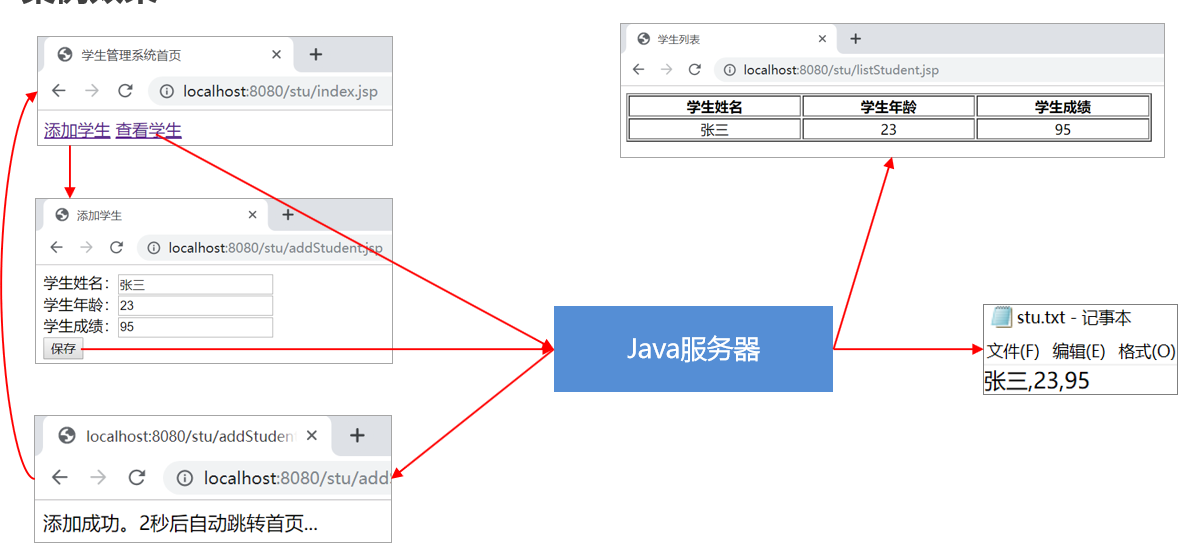 学生管理系统首页
localhost:8080/stu/index.jsp
添加学生 查看学生
添加学生
localhost:8080/stu/addStudent.jsp
学生姓名：张三
学生年龄：23
学生成绩：95
保存
localhost:8080/stu/addStuden
localhost:8080/stu/add
添加成功。2秒后自动跳转首页...
Java服务器
学生列表
localhost:8080/stu/listStudent.jsp
学生姓名 学生年龄 学生成绩
张三 23 95
stu.txt - 记事本
文件(F) 编辑(E) 格式(O)
张三,23,95